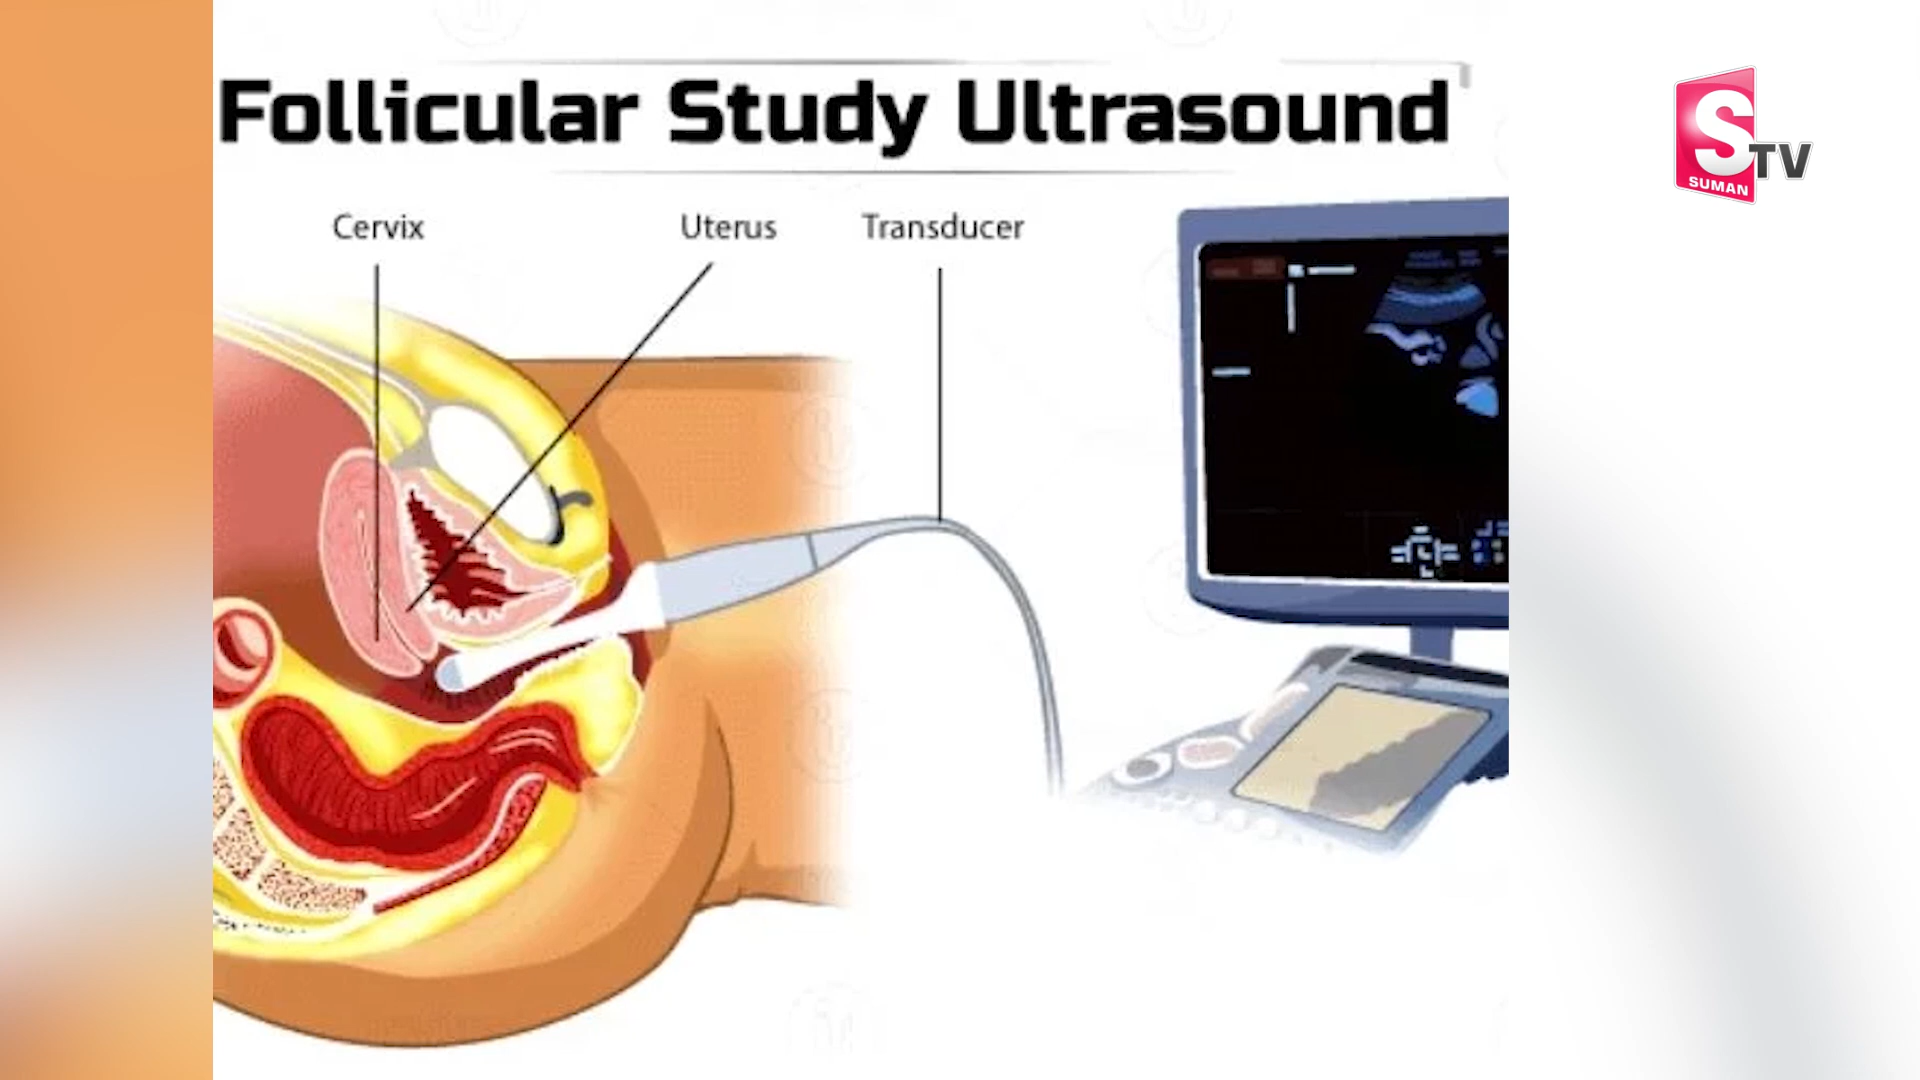 Follicular Study Ultrasound
Cervix
Uterus
Transducer
S TV
SUMAN